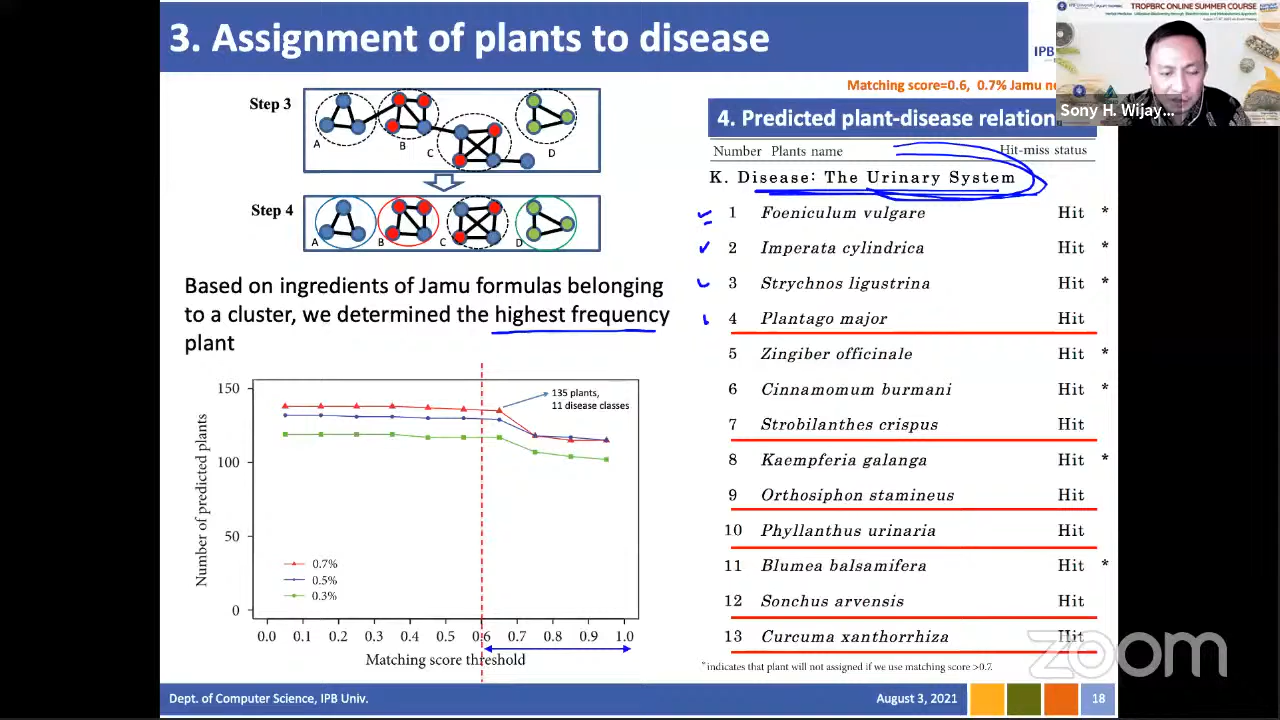 3. Assignment of plants to disease
IPB
TROPBRC ONLINE SUMMER COURSE
Sony H. Wijay...
Matching score=0.6, 0.7% Jamu ne
4. Predicted plant-disease relation
Number Plants name Hit-miss status
K. Disease: The Urinary System
1 Foeniculum vulgare Hit *
2 Imperata cylindrica Hit *
3 Strychnos ligustrina Hit *
4 Plantago major Hit
5 Zingiber officinale Hit *
6 Cinnamomum burmani Hit *
7 Strobilanthes crispus Hit
8 Kaempferia galanga Hit *
9 Orthosiphon stamineus Hit
10 Phyllanthus urinaria Hit
11 Blumea balsamifera Hit *
12 Sonchus arvensis Hit
13 Curcuma xanthorrhiza Hit
*indicates that plant will not assigned if we use matching score >0.7.
Step 3
A
B
C
D
Step 4
A
B
C
D
Based on ingredients of Jamu formulas belonging
to a cluster, we determined the highest frequency
plant
135 plants,
11 disease classes
Number of predicted plants
150
100
50
0
0.7%
0.5%
0.3%
0.0 0.1 0.2 0.3 0.4 0.5 0.6 0.7 0.8 0.9 1.0
Matching score threshold
zoom
Dept. of Computer Science, IPB Univ.
August 3, 2021
18